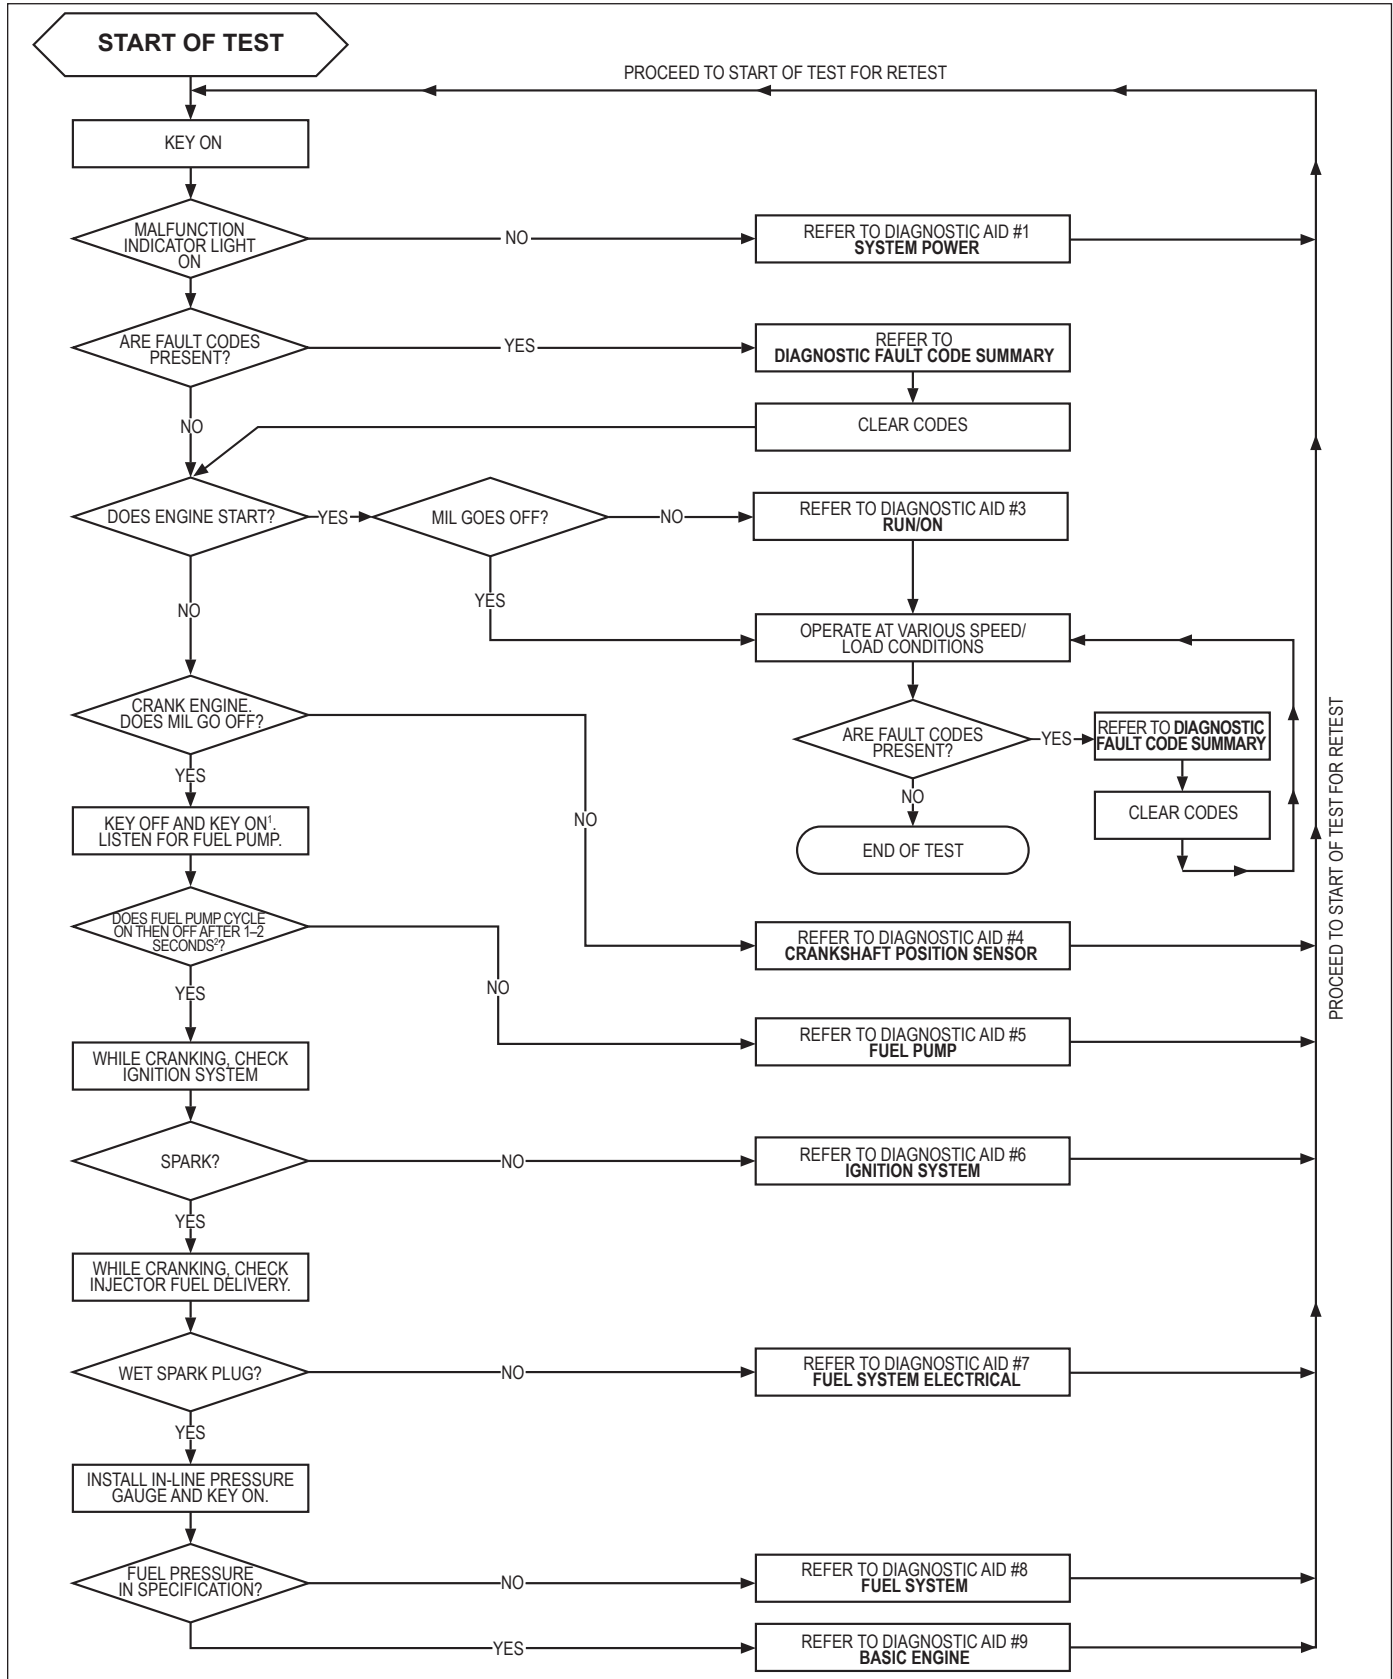 START OF TEST
PROCEED TO START OF TEST FOR RETEST
KEY ON
MALFUNCTION
INDICATOR LIGHT
ON
NO
REFER TO DIAGNOSTIC AID #1
SYSTEM POWER
ARE FAULT CODES
PRESENT?
YES
REFER TO
DIAGNOSTIC FAULT CODE SUMMARY
NO
CLEAR CODES
DOES ENGINE START?
YES
MIL GOES OFF?
NO
REFER TO DIAGNOSTIC AID #3
RUN/ON
YES
NO
OPERATE AT VARIOUS SPEED/
LOAD CONDITIONS
CRANK ENGINE.
DOES MIL GO OFF?
ARE FAULT CODES
PRESENT?
YES
REFER TO DIAGNOSTIC
FAULT CODE SUMMARY
YES
NO
KEY OFF AND KEY ON¹.
LISTEN FOR FUEL PUMP.
NO
CLEAR CODES
END OF TEST
PROCEED TO START OF TEST FOR RETEST
DOES FUEL PUMP CYCLE
ON THEN OFF AFTER 1–2
SECONDS²?
REFER TO DIAGNOSTIC AID #4
CRANKSHAFT POSITION SENSOR
YES
NO
WHILE CRANKING, CHECK
IGNITION SYSTEM
REFER TO DIAGNOSTIC AID #5
FUEL PUMP
SPARK?
NO
REFER TO DIAGNOSTIC AID #6
IGNITION SYSTEM
YES
WHILE CRANKING, CHECK
INJECTOR FUEL DELIVERY.
WET SPARK PLUG?
NO
REFER TO DIAGNOSTIC AID #7
FUEL SYSTEM ELECTRICAL
YES
INSTALL IN-LINE PRESSURE
GAUGE AND KEY ON.
FUEL PRESSURE
IN SPECIFICATION?
NO
REFER TO DIAGNOSTIC AID #8
FUEL SYSTEM
YES
REFER TO DIAGNOSTIC AID #9
BASIC ENGINE